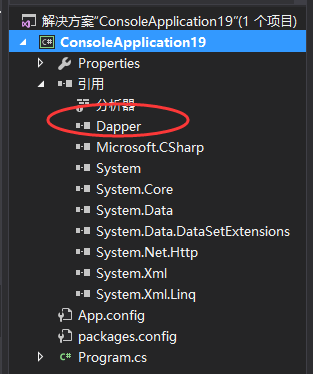 解决方案"ConsoleApplication19"(1 个项目)
ConsoleApplication19
Properties
引用
分析器
Dapper
Microsoft.CSharp
System
System.Core
System.Data
System.Data.DataSetExtensions
System.Net.Http
System.Xml
System.Xml.Linq
App.config
packages.config
Program.cs